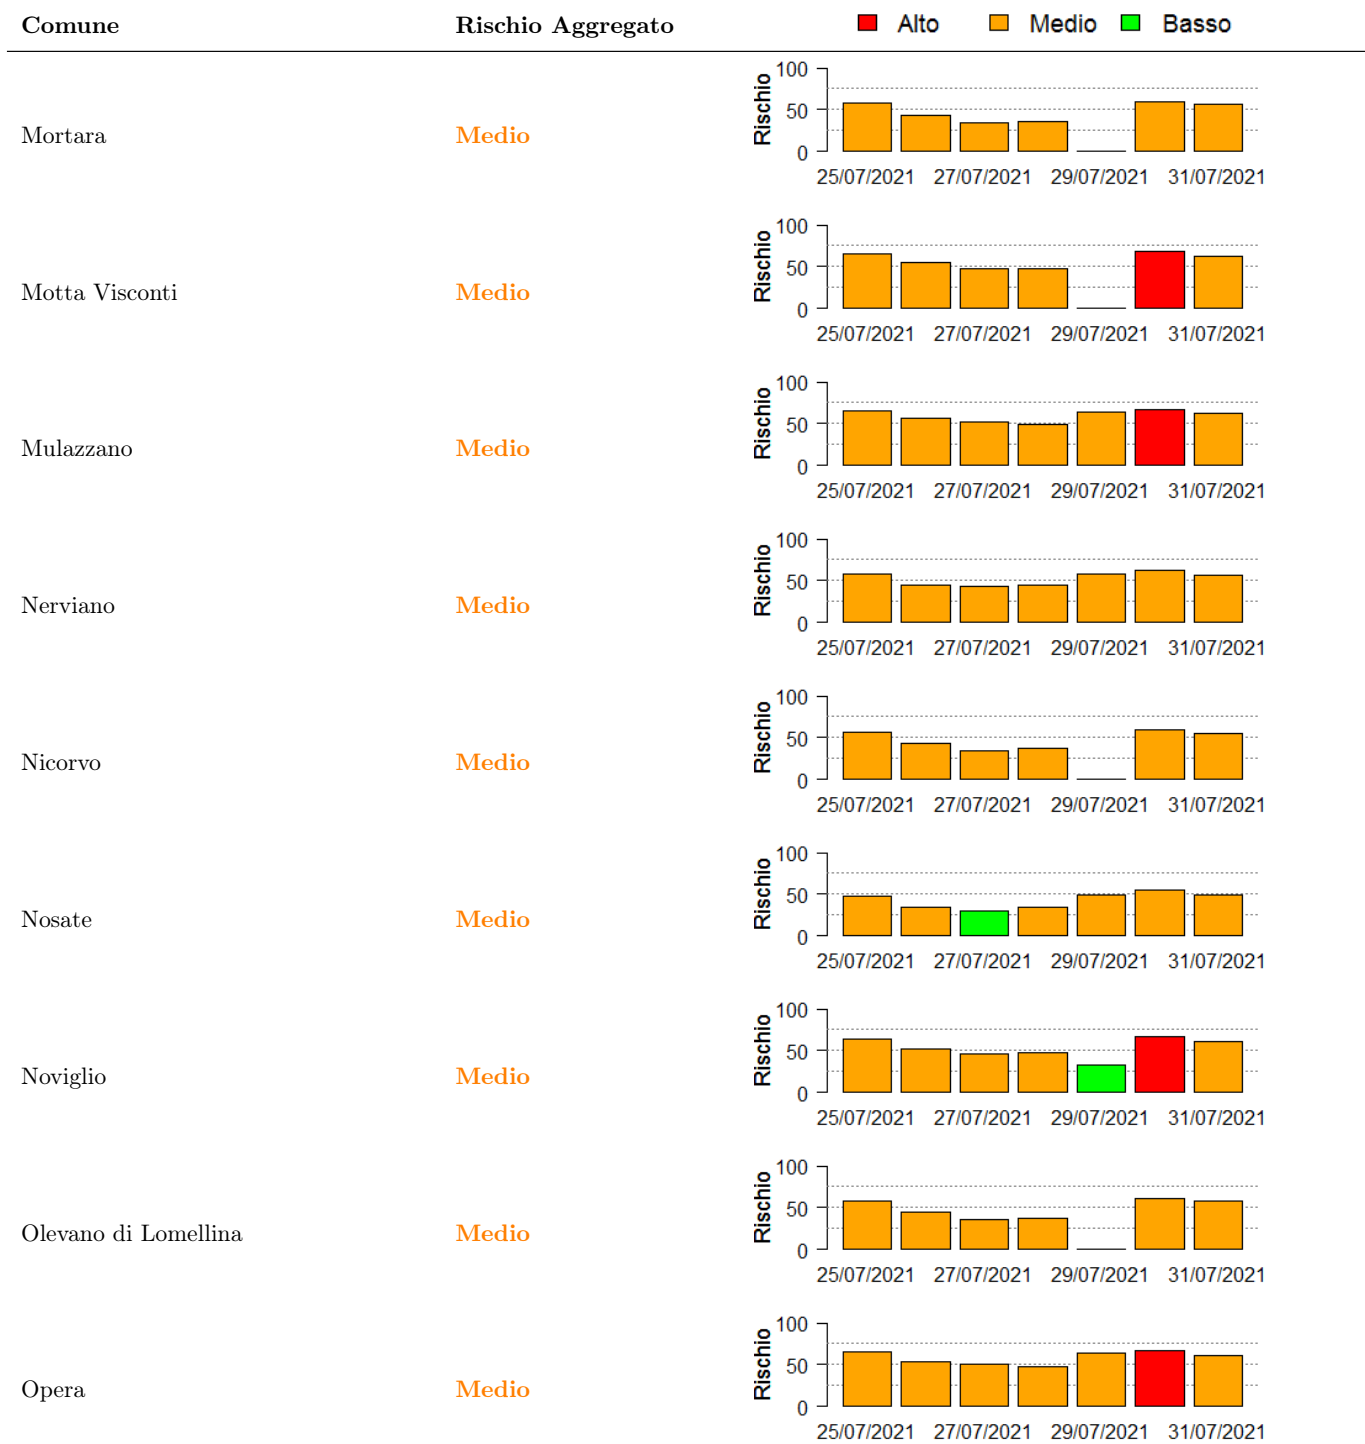 Comune Rischio Aggregato Alto Medio Basso
Mortara Medio
Rischio
100
50
0
25/07/2021 27/07/2021 29/07/2021 31/07/2021
Motta Visconti Medio
Rischio
100
50
0
25/07/2021 27/07/2021 29/07/2021 31/07/2021
Mulazzano Medio
Rischio
100
50
0
25/07/2021 27/07/2021 29/07/2021 31/07/2021
Nerviano Medio
Rischio
100
50
0
25/07/2021 27/07/2021 29/07/2021 31/07/2021
Nicorvo Medio
Rischio
100
50
0
25/07/2021 27/07/2021 29/07/2021 31/07/2021
Nosate Medio
Rischio
100
50
0
25/07/2021 27/07/2021 29/07/2021 31/07/2021
Noviglio Medio
Rischio
100
50
0
25/07/2021 27/07/2021 29/07/2021 31/07/2021
Olevano di Lomellina Medio
Rischio
100
50
0
25/07/2021 27/07/2021 29/07/2021 31/07/2021
Opera Medio
Rischio
100
50
0
25/07/2021 27/07/2021 29/07/2021 31/07/2021